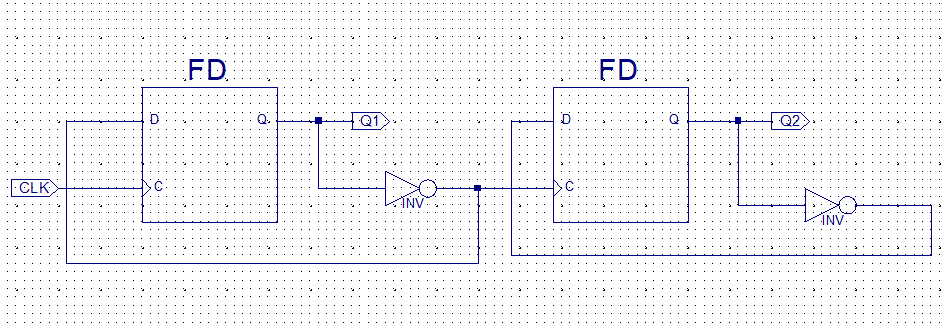 FD FD
D Q Q1 D Q Q2
CLK C INV C INV